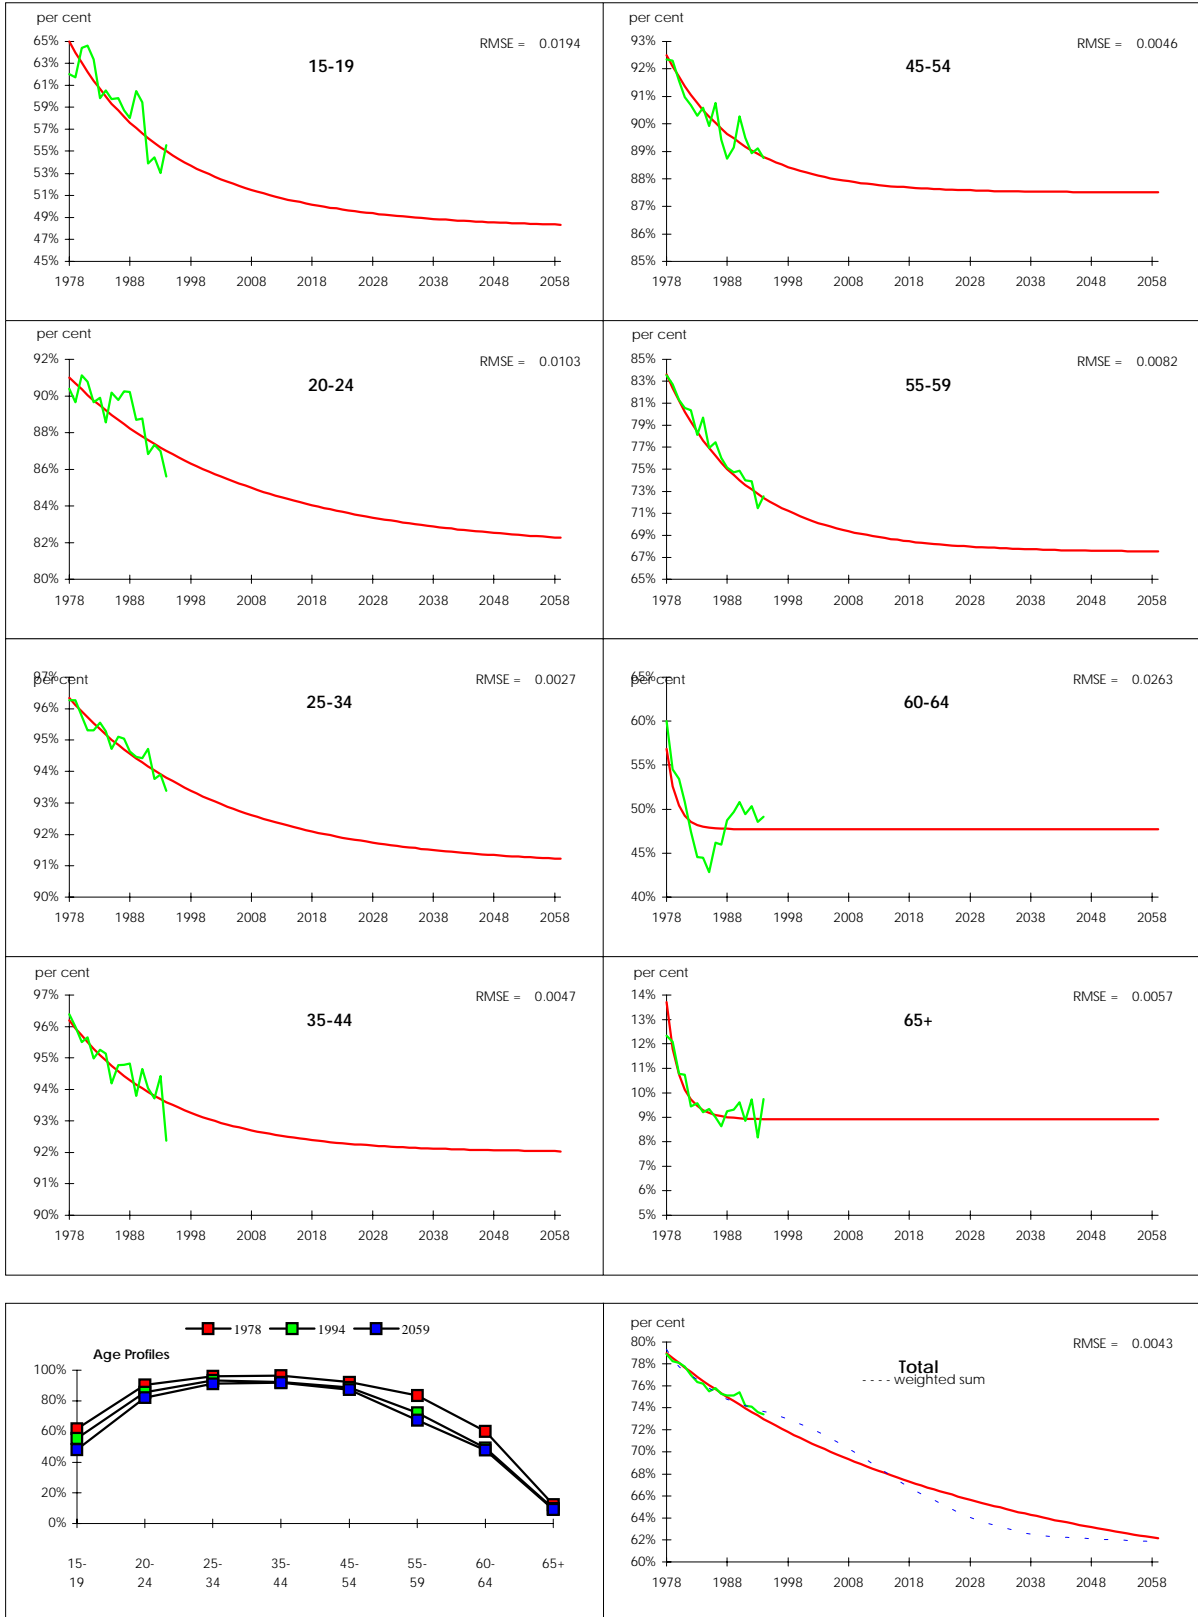 per cent
RMSE = 0.0194
15-19
65%
63%
61%
59%
57%
55%
53%
51%
49%
47%
45%
1978 1988 1998 2008 2018 2028 2038 2048 2058
per cent
RMSE = 0.0046
45-54
93%
92%
91%
90%
89%
88%
87%
86%
85%
1978 1988 1998 2008 2018 2028 2038 2048 2058
per cent
RMSE = 0.0103
20-24
92%
90%
88%
86%
84%
82%
80%
1978 1988 1998 2008 2018 2028 2038 2048 2058
per cent
RMSE = 0.0082
55-59
85%
83%
81%
79%
77%
75%
73%
71%
69%
67%
65%
1978 1988 1998 2008 2018 2028 2038 2048 2058
per cent
RMSE = 0.0027
25-34
97%
96%
95%
94%
93%
92%
91%
90%
1978 1988 1998 2008 2018 2028 2038 2048 2058
per cent
RMSE = 0.0263
60-64
65%
60%
55%
50%
45%
40%
1978 1988 1998 2008 2018 2028 2038 2048 2058
per cent
RMSE = 0.0047
35-44
97%
96%
95%
94%
93%
92%
91%
90%
1978 1988 1998 2008 2018 2028 2038 2048 2058
per cent
RMSE = 0.0057
65+
14%
13%
12%
11%
10%
9%
8%
7%
6%
5%
1978 1988 1998 2008 2018 2028 2038 2048 2058
1978 1994 2059
Age Profiles
100%
80%
60%
40%
20%
0%
15- 20- 25- 35- 45- 55- 60- 65+
19 24 34 44 54 59 64
per cent
RMSE = 0.0043
Total
weighted sum
80%
78%
76%
74%
72%
70%
68%
66%
64%
62%
60%
1978 1988 1998 2008 2018 2028 2038 2048 2058